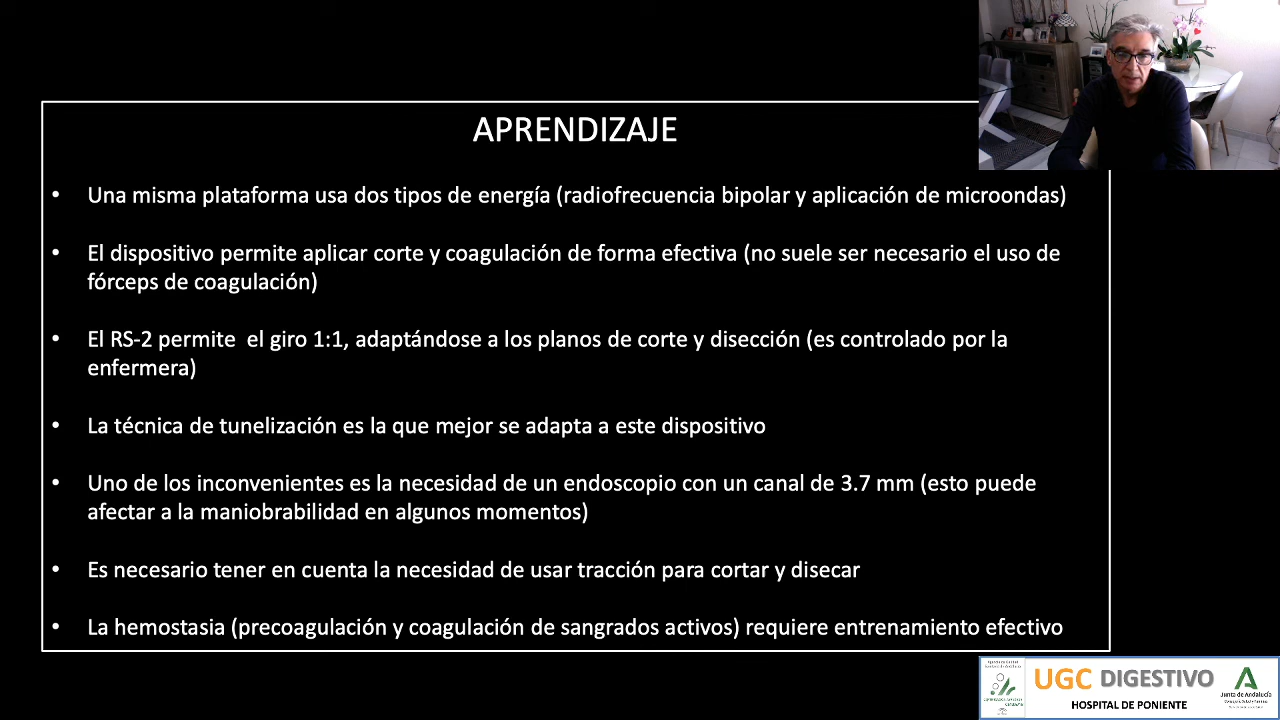 APRENDIZAJE
• Una misma plataforma usa dos tipos de energía (radiofrecuencia bipolar y aplicación de microondas)
• El dispositivo permite aplicar corte y coagulación de forma efectiva (no suele ser necesario el uso de
fórceps de coagulación)
• El RS-2 permite  el giro 1:1, adaptándose a los planos de corte y disección (es controlado por la
enfermera)
• La técnica de tunelización es la que mejor se adapta a este dispositivo
• Uno de los inconvenientes es la necesidad de un endoscopio con un canal de 3.7 mm (esto puede
afectar a la maniobrabilidad en algunos momentos)
• Es necesario tener en cuenta la necesidad de usar tracción para cortar y disecar
• La hemostasia (precoagulación y coagulación de sangrados activos) requiere entrenamiento efectivo
UGC DIGESTIVO
HOSPITAL DE PONIENTE
Junta de Andalucía